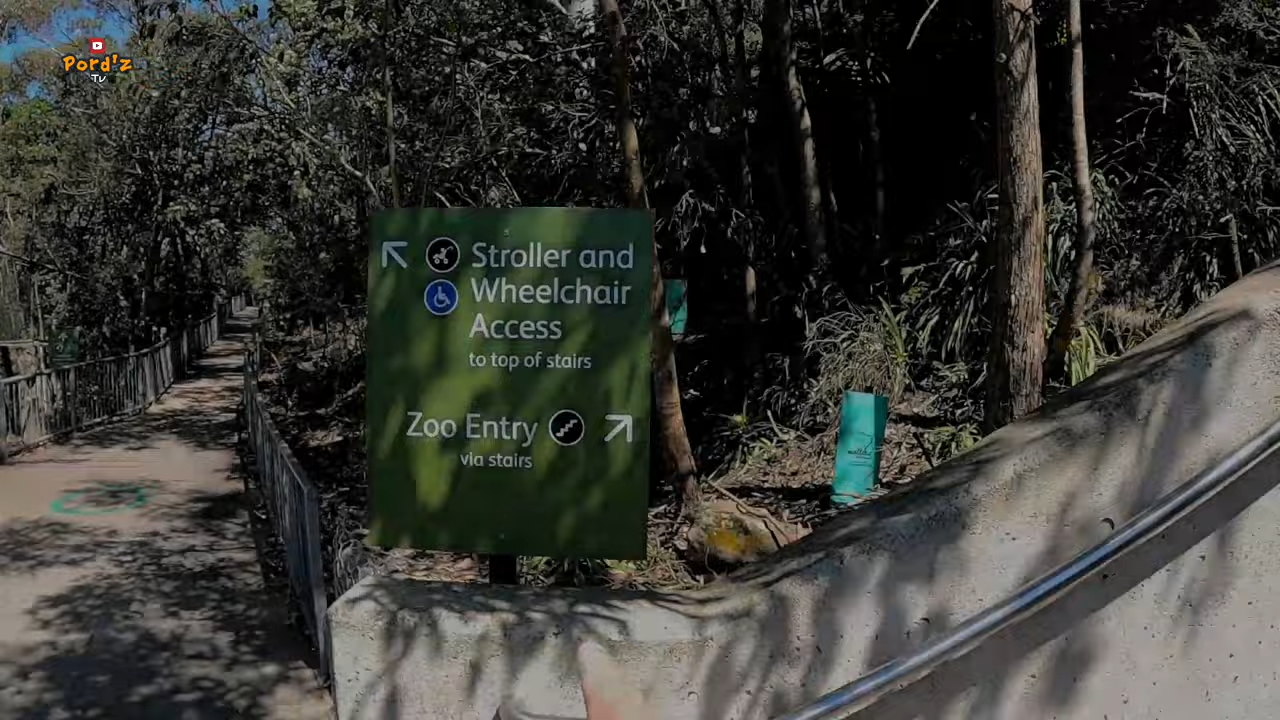 Pord'z
Tv
Stroller and
Wheelchair
Access
to top of stairs
Zoo Entry
via stairs